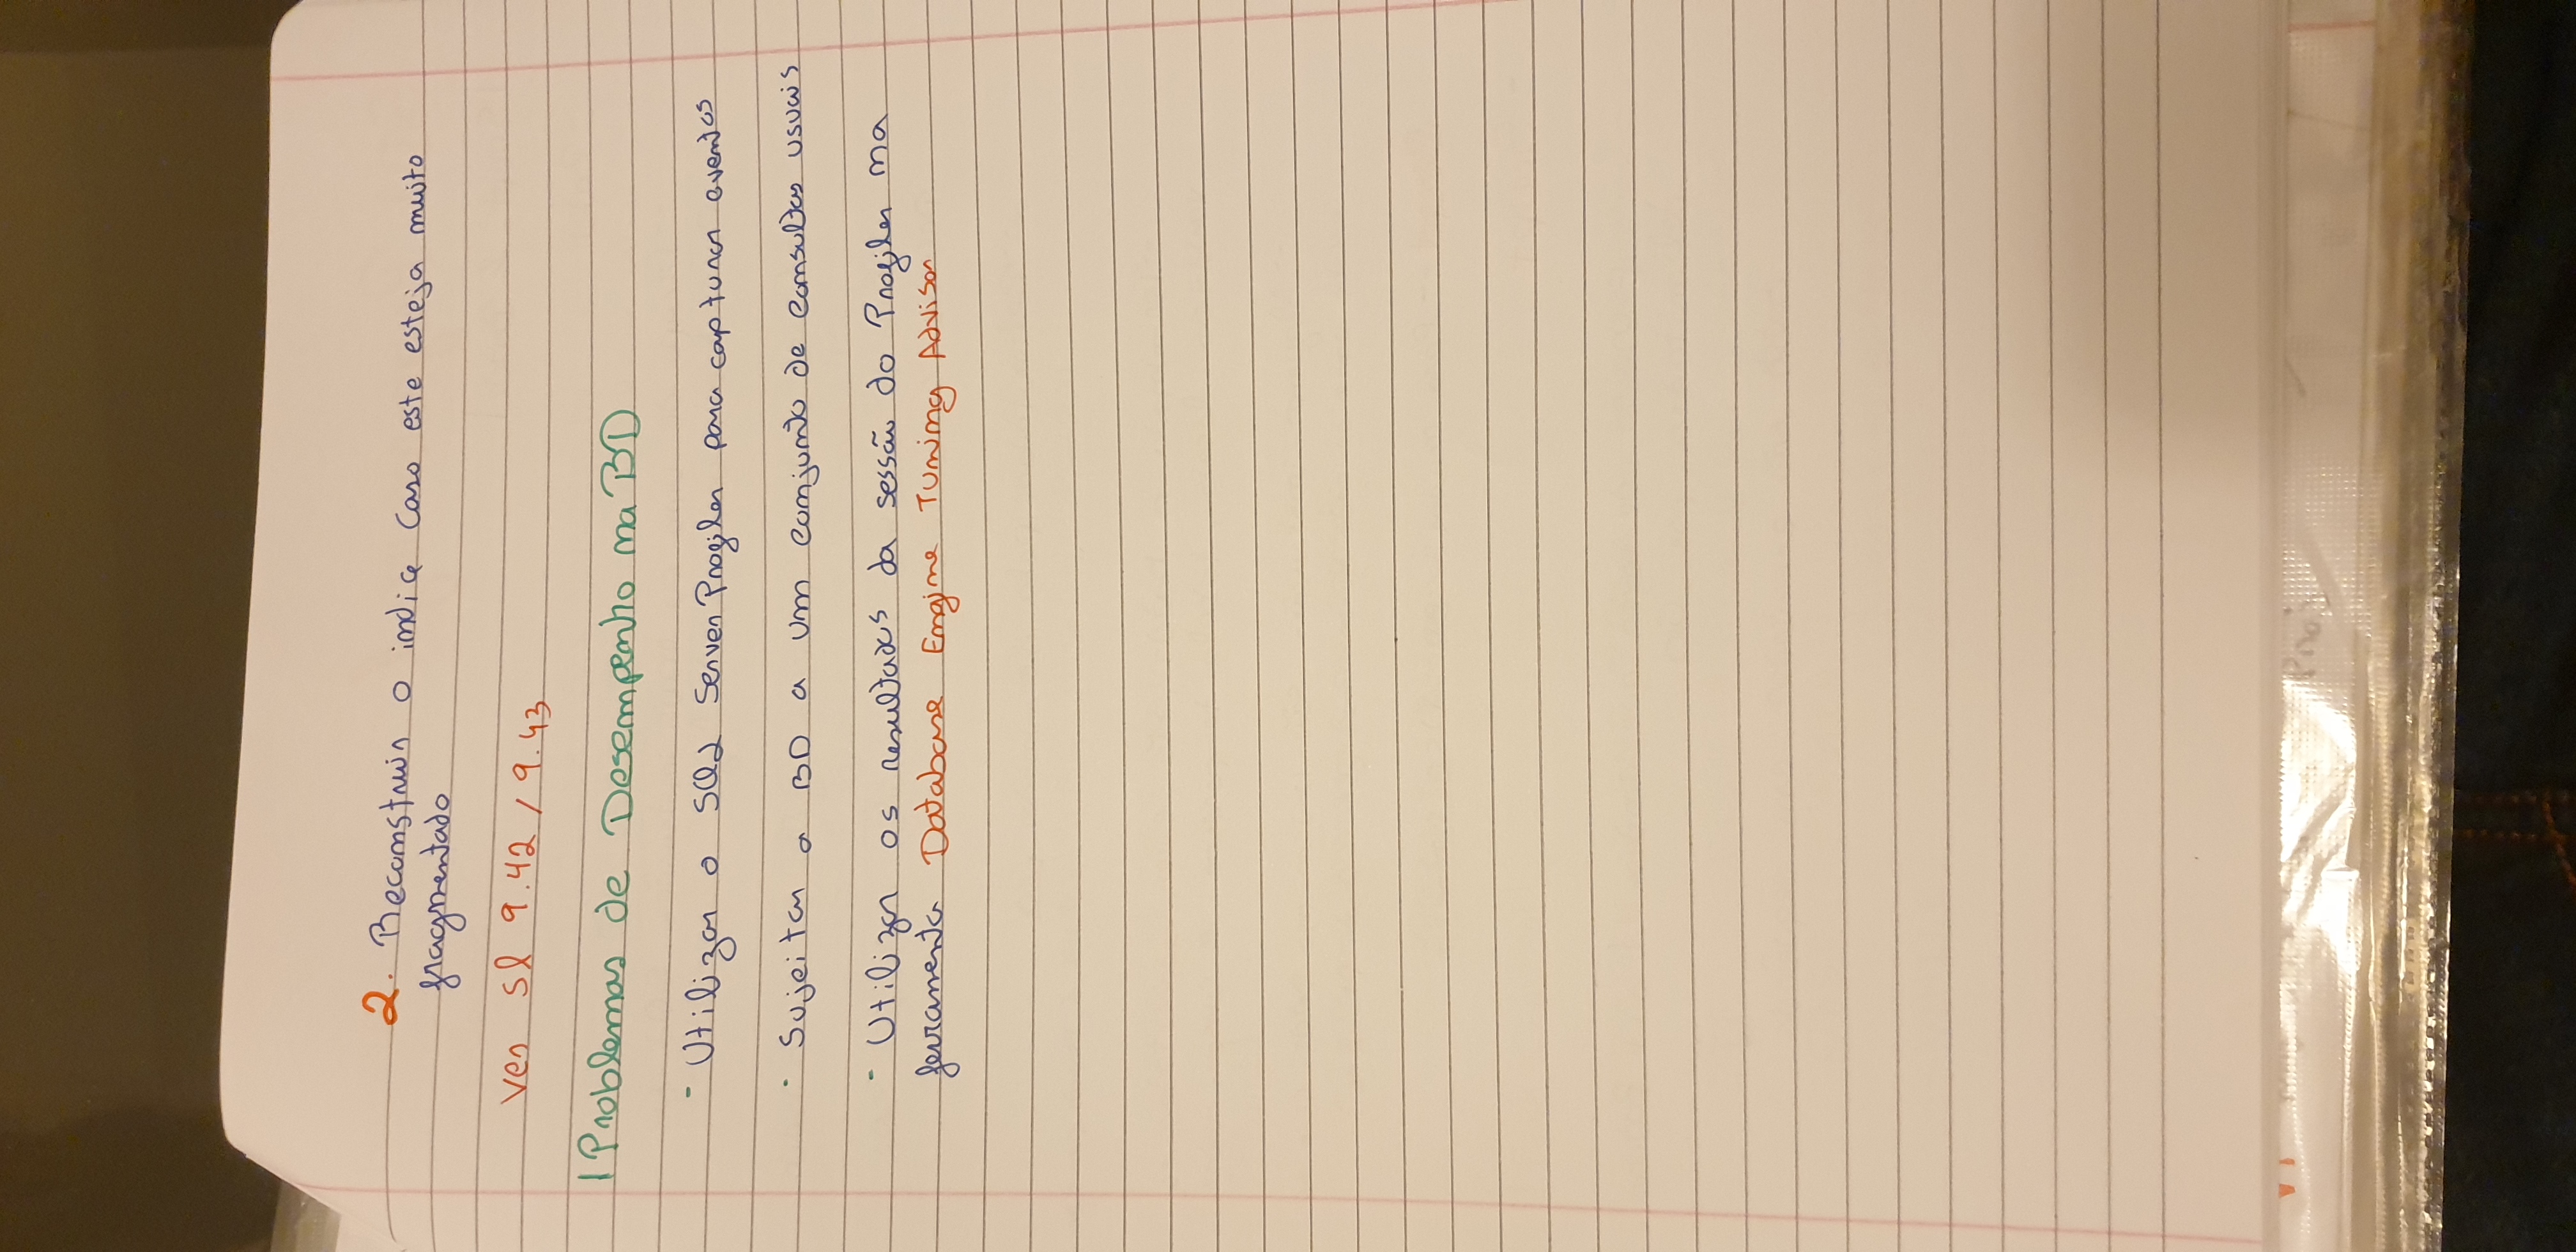 2. Reconstruir o indice caso este esteja muito
fragmentado
Ver sl 9.42 / 9.43
| Problemas de Desempenho na BD
- Utilizar o SQL Server Profiler para capturar eventos
- Sujeitar a BD a um conjunto de consultas usuais
- Utilizar os resultados da sessão do Profiler na
ferramenta Database Engine Tuning Advisor